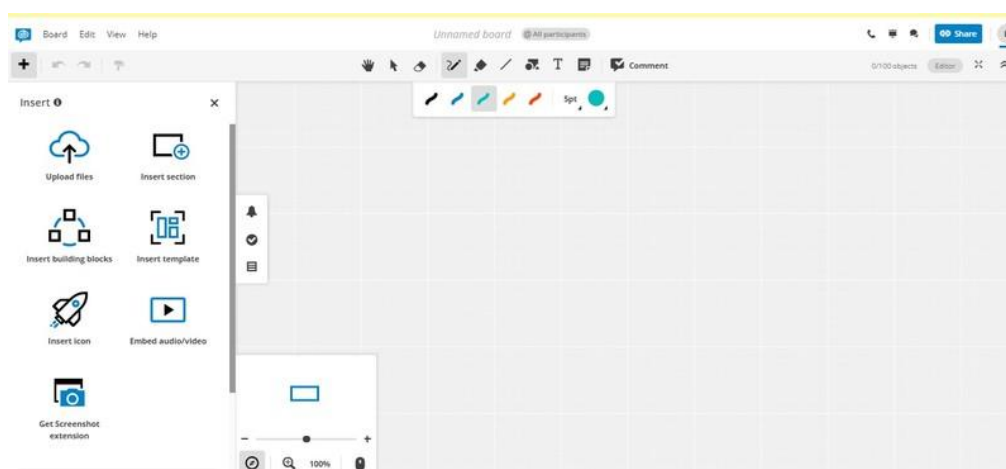 Board Edit View Help
Unnamed board
All participants
Share
T
Comment
0/100 objects
Editor
Insert
5pt
Upload files
Insert section
Insert building blocks
Insert template
Insert icon
Embed audio/video
Get Screenshot
extension
100%